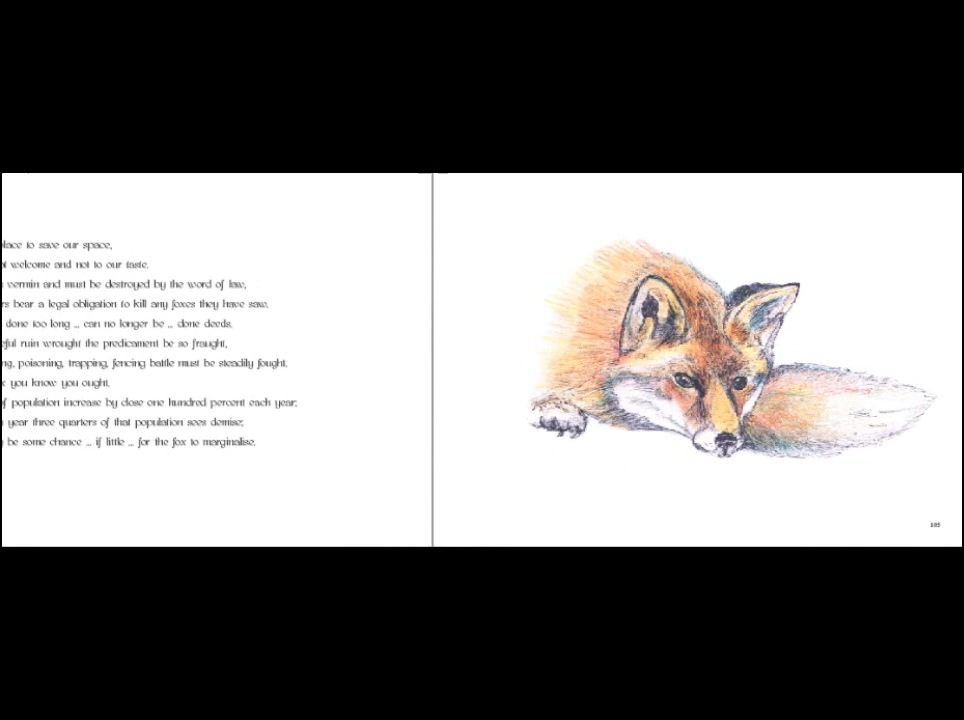 place to save our space,
welcome and not to our taste.
vermin and must be destroyed by the word of law,
bear a legal obligation to kill any foxes they have saw.
done too long ... can no longer be ... done deeds.
ruin wrought the predicament be so fraught,
poisoning, trapping, fencing battle must be steadily fought.
you know you ought.
of population increase by close one hundred percent each year;
year three quarters of that population sees demise;
be some chance ... if little ... for the fox to marginalise.